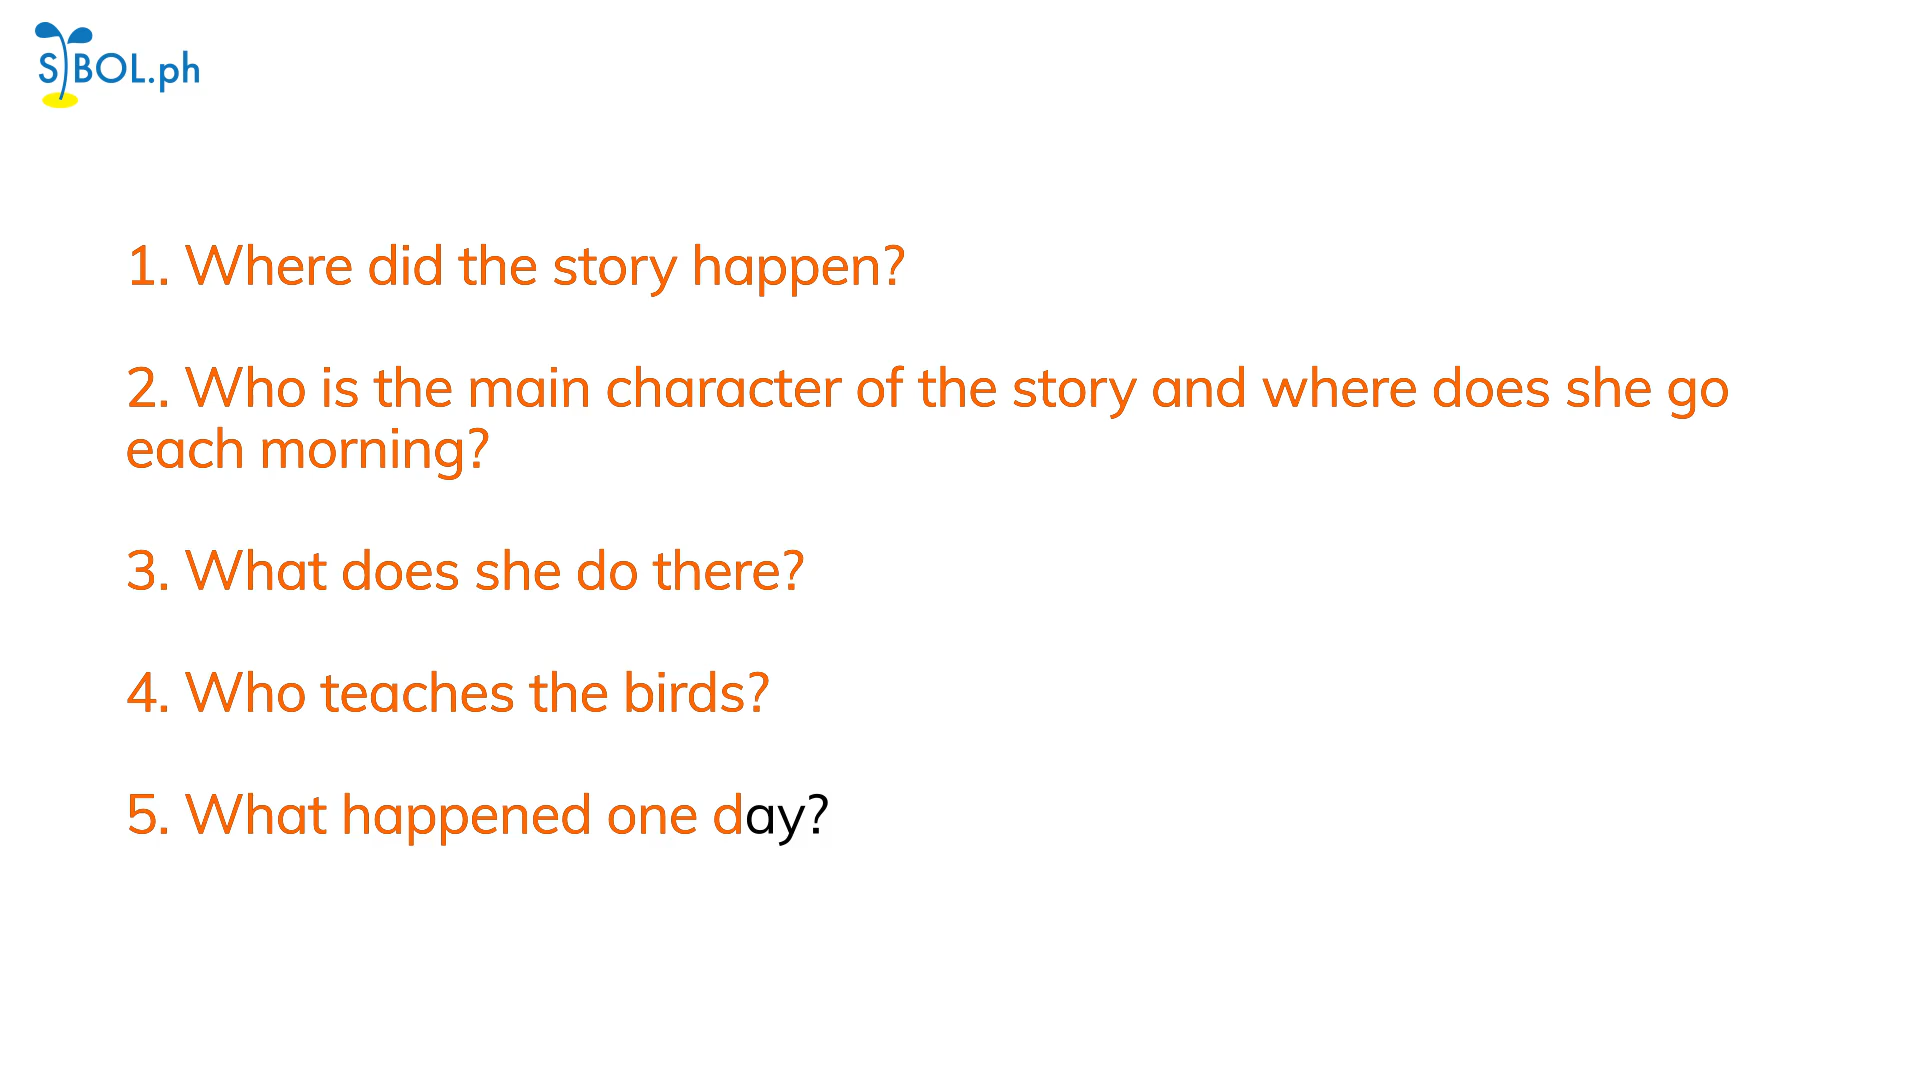 SIBOL.ph
1. Where did the story happen?
2. Who is the main character of the story and where does she go
each morning?
3. What does she do there?
4. Who teaches the birds?
5. What happened one day?